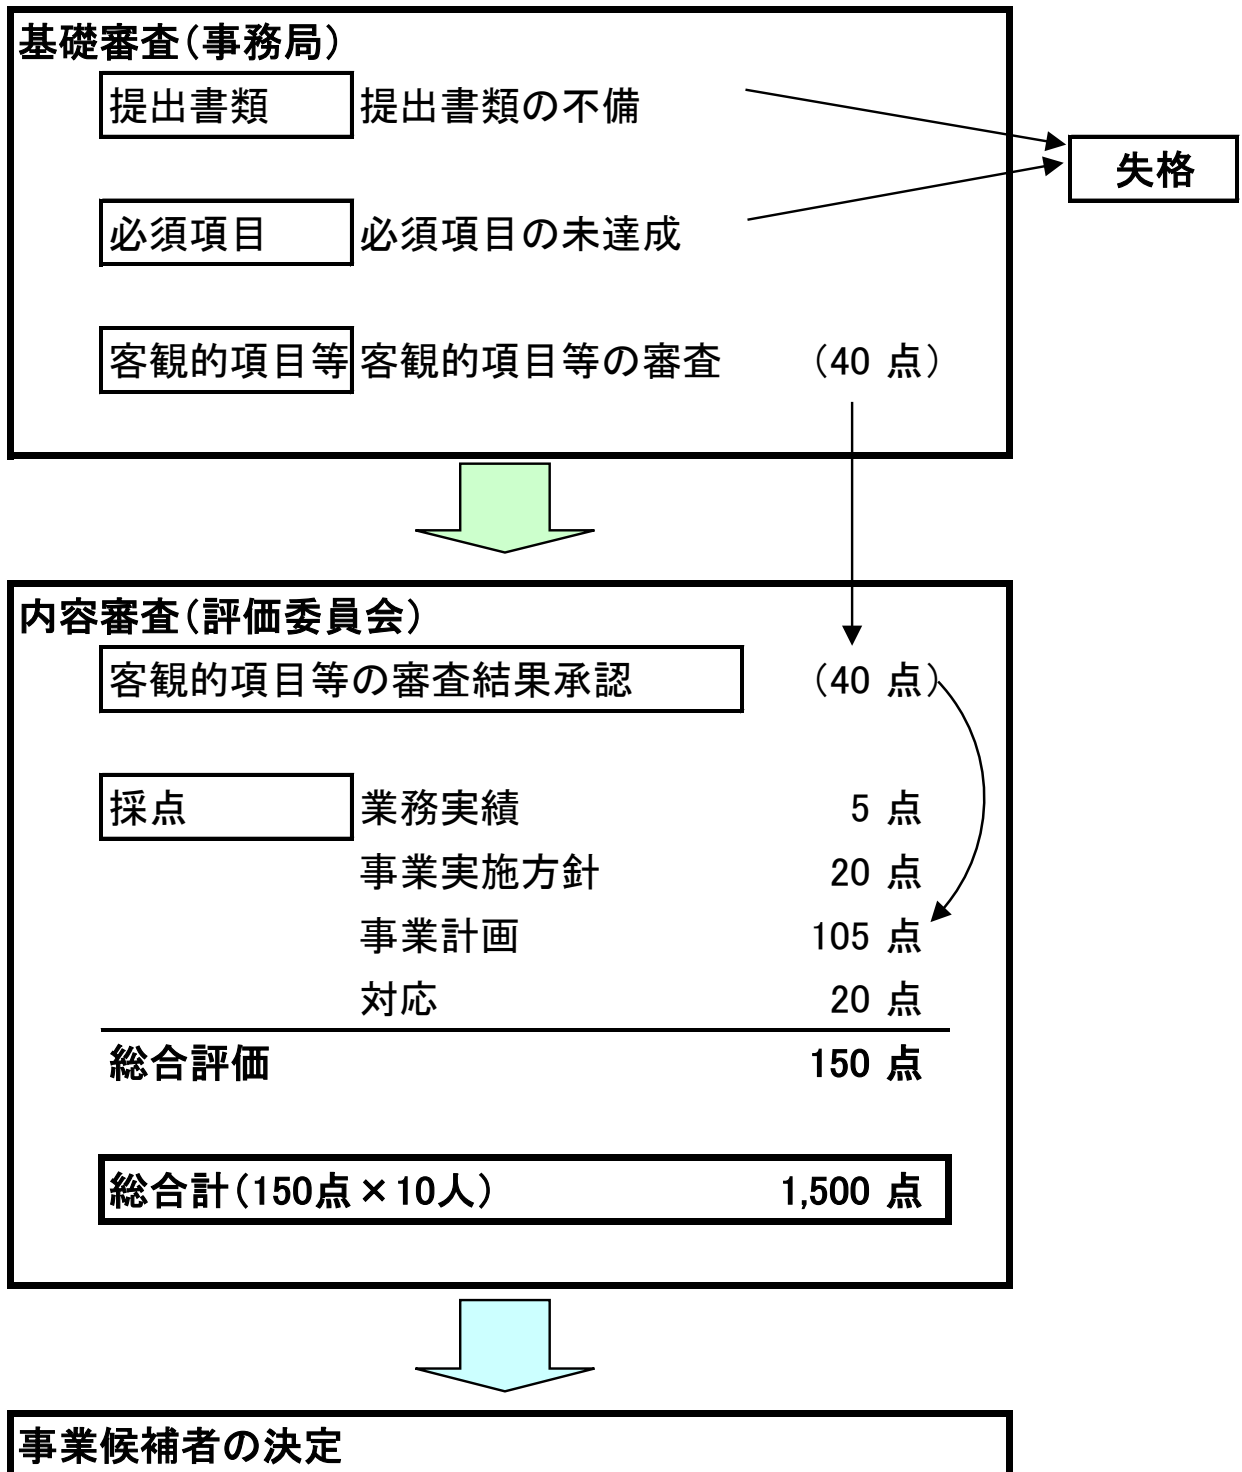 基礎審査（事務局）
提出書類 提出書類の不備
失格
必須項目 必須項目の未達成
客観的項目等 客観的項目等の審査 （40 点）
内容審査（評価委員会）
客観的項目等の審査結果承認 （40 点）
採点 業務実績 5 点
事業実施方針 20 点
事業計画 105 点
対応 20 点
総合評価 150 点
総合計（150点×10人） 1,500 点
事業候補者の決定